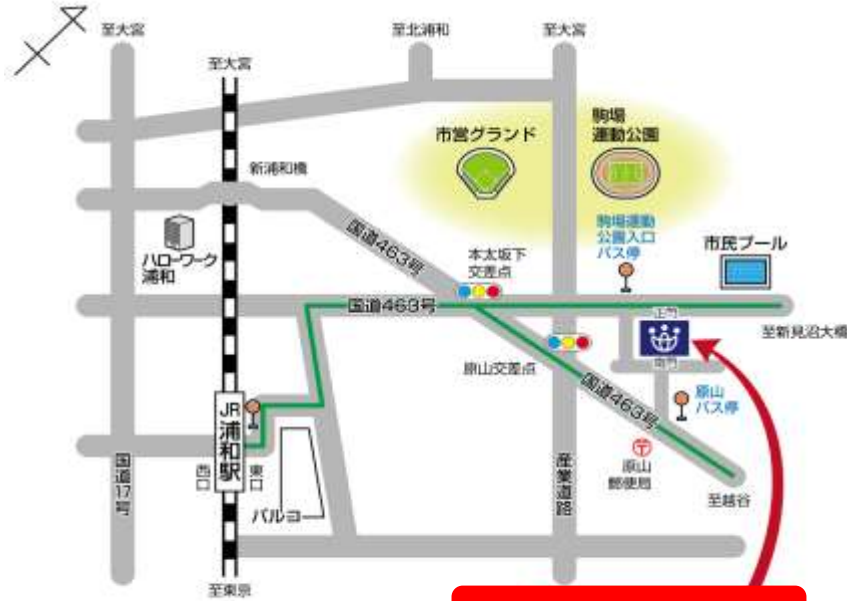 至大宮
至北浦和
至大宮
至大宮
駒場
運動公園
市営グランド
新浦和橋
国道463号
駒場運動
公園入口
バス停
市民プール
本太坂下
交差点
ハローワーク
浦和
国道463号
正門
至新見沼大橋
南門
原山交差点
国道463号
原山
バス停
JR
浦和駅
西口
東口
原山
郵便局
産業道路
国道17号
パルコ
至越谷
至東京